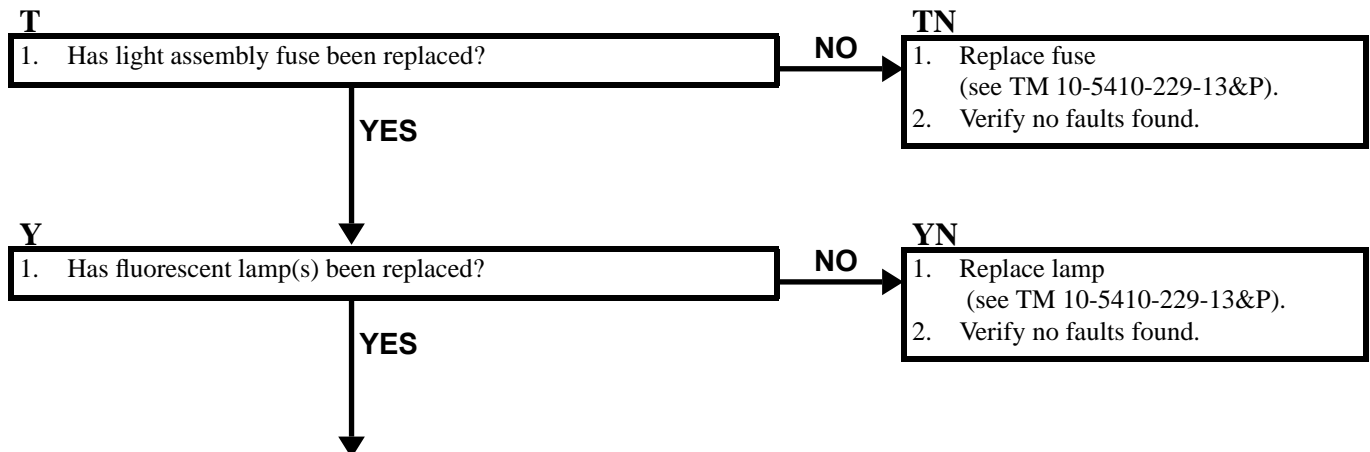 T
1. Has light assembly fuse been replaced?
NO
TN
1. Replace fuse
(see TM 10-5410-229-13&P).
2. Verify no faults found.
YES
Y
1. Has fluorescent lamp(s) been replaced?
NO
YN
1. Replace lamp
(see TM 10-5410-229-13&P).
2. Verify no faults found.
YES